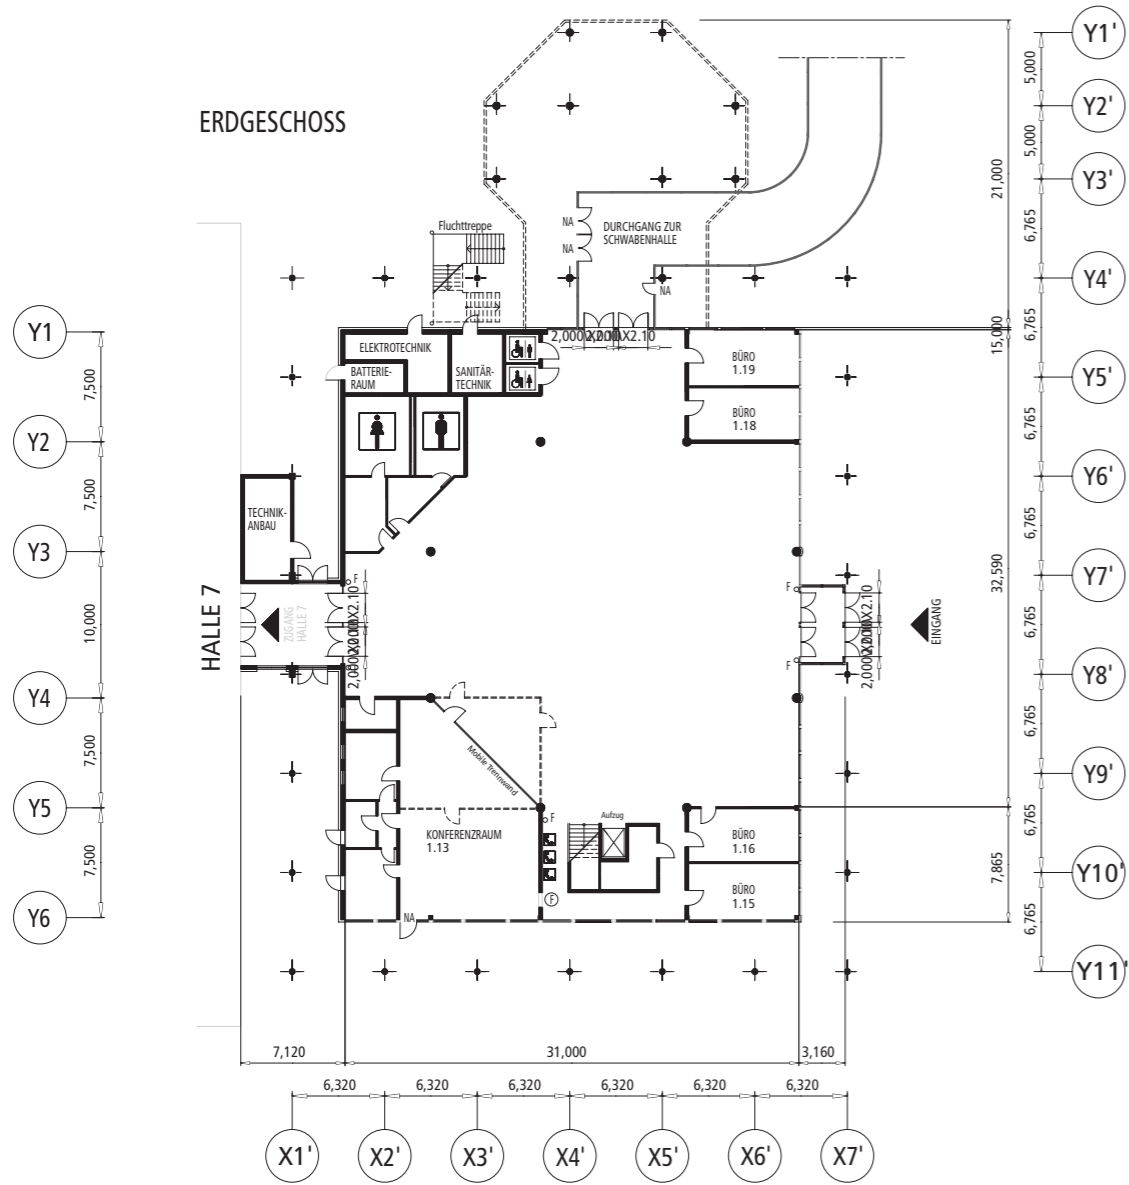 ERDGESCHOSS
Y1'
5,000
Y2'
5,000
Y3'
6,765
Y4'
6,765
Y5'
6,765
Y6'
6,765
Y7'
6,765
Y8'
6,765
Y9'
6,765
Y10'
6,765
Y11'
21,000
15,000
32,590
7,865
Fluchttreppe
NA
NA
DURCHGANG ZUR
SCHWABENHALLE
NA
Y1
7,500
Y2
7,500
Y3
10,000
Y4
7,500
Y5
7,500
Y6
ELEKTROTECHNIK
BATTERIE-
RAUM
SANITÄR-
TECHNIK
BÜRO
1.19
BÜRO
1.18
TECHNIK-
ANBAU
HALLE 7
ZUGANG
HALLE 7
F
F
F
EINGANG
Mobile Trennwand
KONFERENZRAUM
1.13
F
Aufzug
F
BÜRO
1.16
BÜRO
1.15
NA
7,120
31,000
3,160
6,320
6,320
6,320
6,320
6,320
6,320
X1'
X2'
X3'
X4'
X5'
X6'
X7'